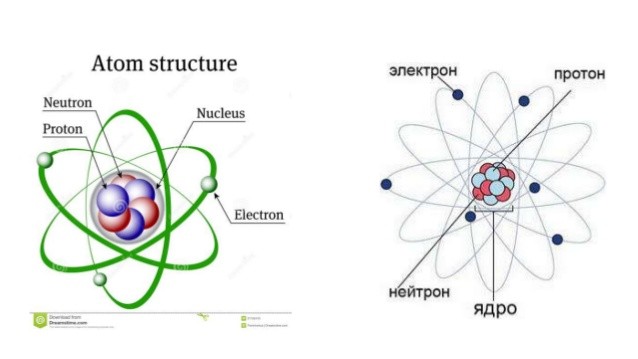 Atom structure
Neutron
Proton
Nucleus
Electron
Download from
Dreamstime.com
электрон
протон
нейтрон
ядро